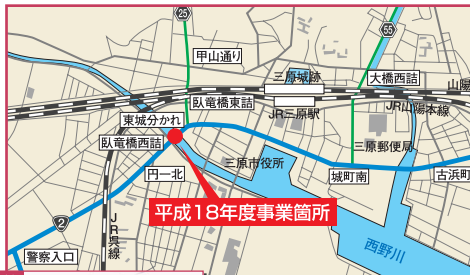 25
55
甲山通り
三原城跡
大橋西詰
山陽
東城分かれ
臥竜橋東詰
JR三原駅
JR山陽本線
臥竜橋西詰
三原市役所
三原郵便局
円一北
城町南
古浜町
平成18年度事業箇所
2
JR呉線
西野川
警察入口